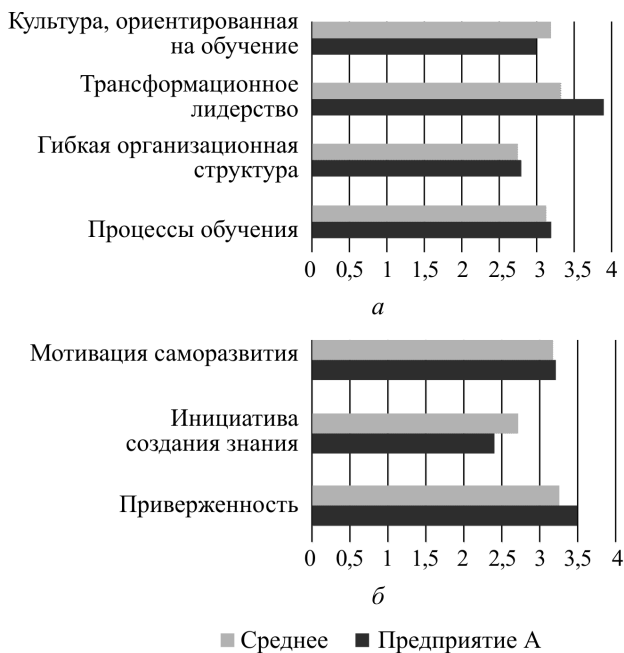 Культура, ориентированная
на обучение
Трансформационное
лидерство
Гибкая организационная
структура
Процессы обучения
0 0,5 1 1,5 2 2,5 3 3,5 4
а
Мотивация саморазвития
Инициатива
создания знания
Приверженность
0 0,5 1 1,5 2 2,5 3 3,5 4
б
Среднее Предприятие А